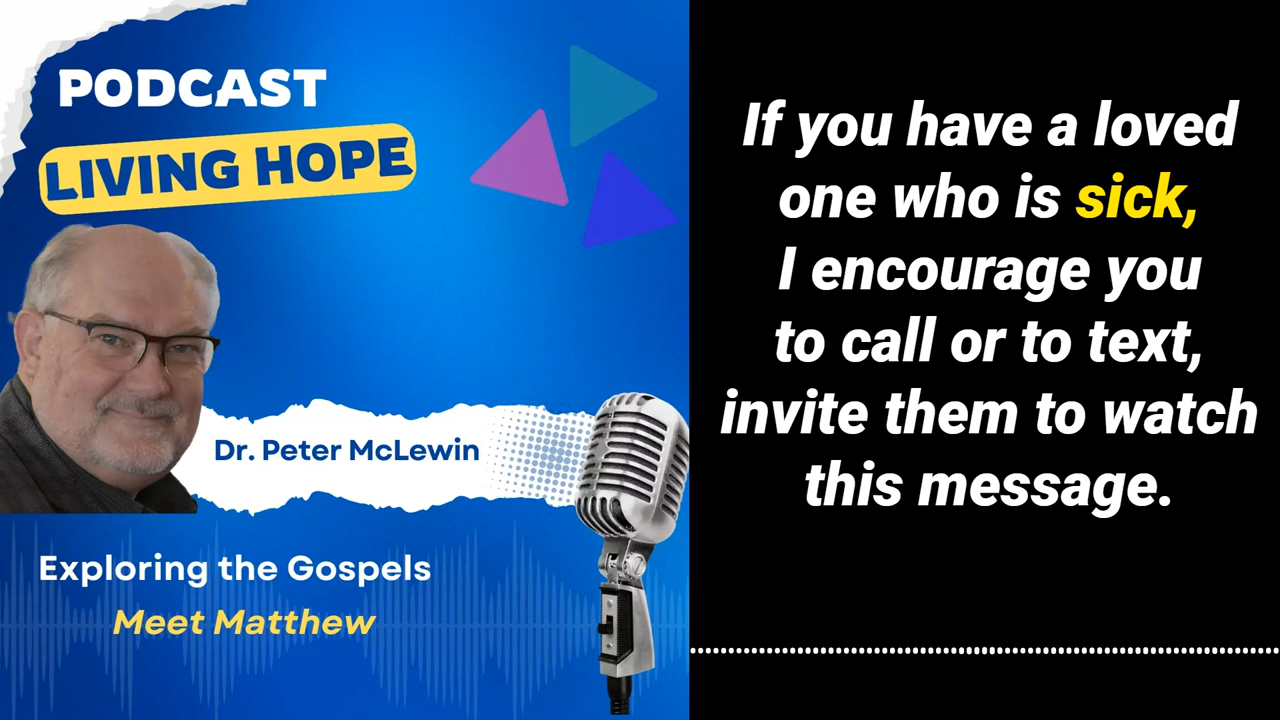 PODCAST
LIVING HOPE
Dr. Peter McLewin
Exploring the Gospels
Meet Matthew
If you have a loved
one who is sick,
I encourage you
to call or to text,
invite them to watch
this message.